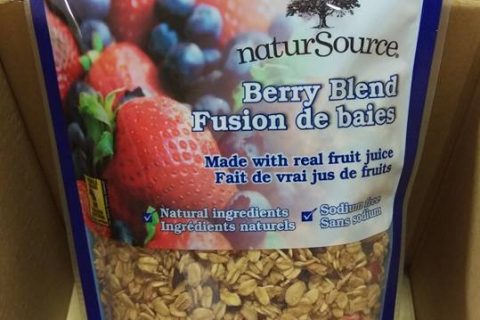 naturSource
Berry Blend
Fusion de baies
Made with real fruit juice
Fait de vrai jus de fruits
Natural ingredients
Ingrédients naturels
Sodium free
Sans sodium